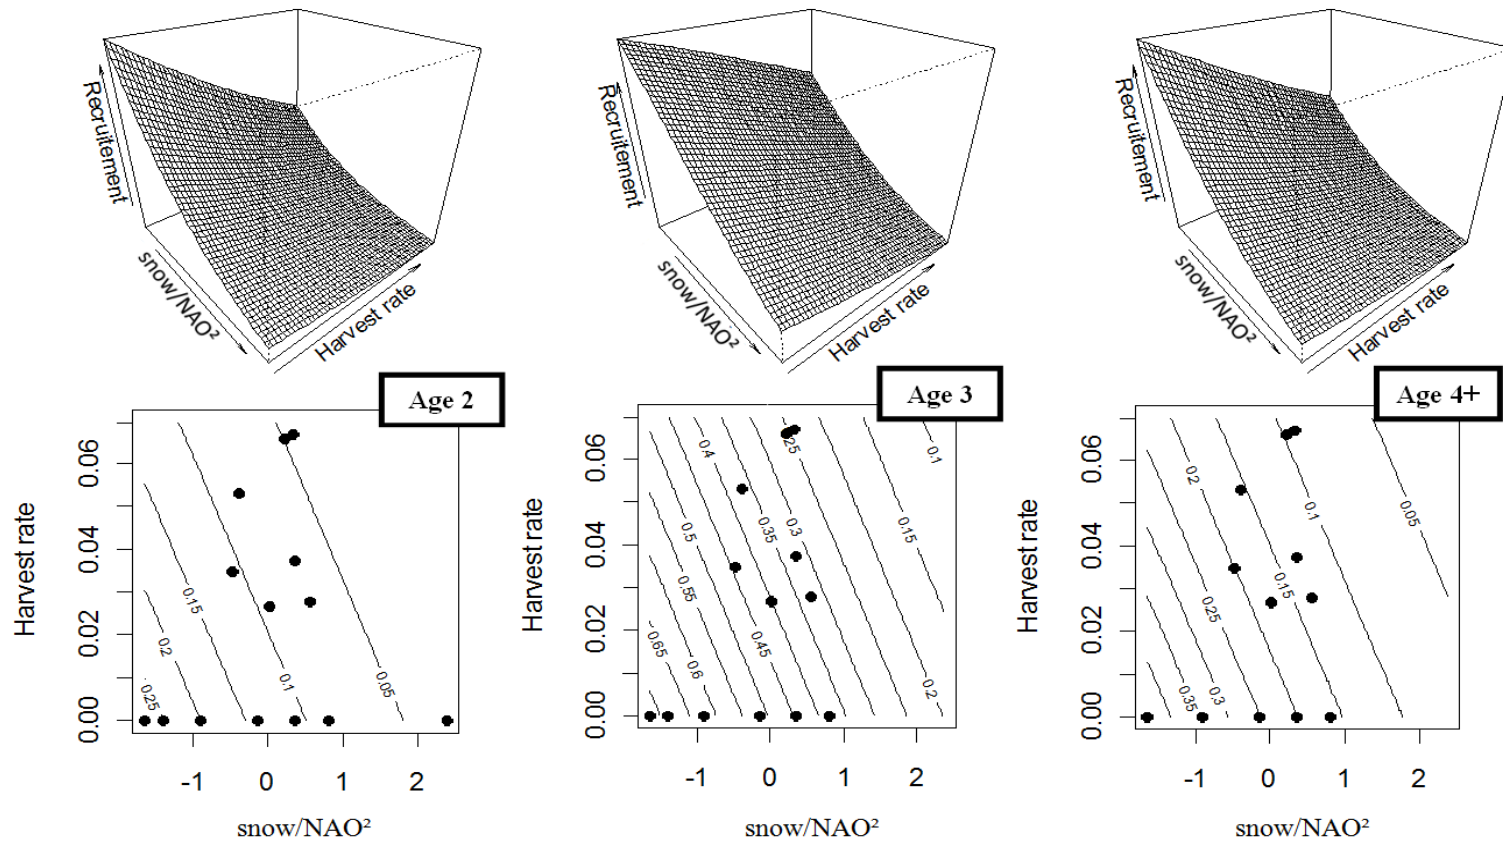 Recruitement
snow/NAO²
Harvest rate
Recruitement
snow/NAO²
Harvest rate
Recruitement
snow/NAO²
Harvest rate
Age 2
Harvest rate
0.00 0.02 0.04 0.06
0.25
0.2
0.15
0.1
0.05
-1 0 1 2
snow/NAO²
Age 3
Harvest rate
0.00 0.02 0.04 0.06
0.65
0.6
0.55
0.5
0.45
0.4
0.35
0.3
25
0.2
0.15
0.1
-1 0 1 2
snow/NAO²
Age 4+
Harvest rate
0.00 0.02 0.04 0.06
0.35
0.3
0.25
0.2
0.15
0.1
0.05
-1 0 1 2
snow/NAO²